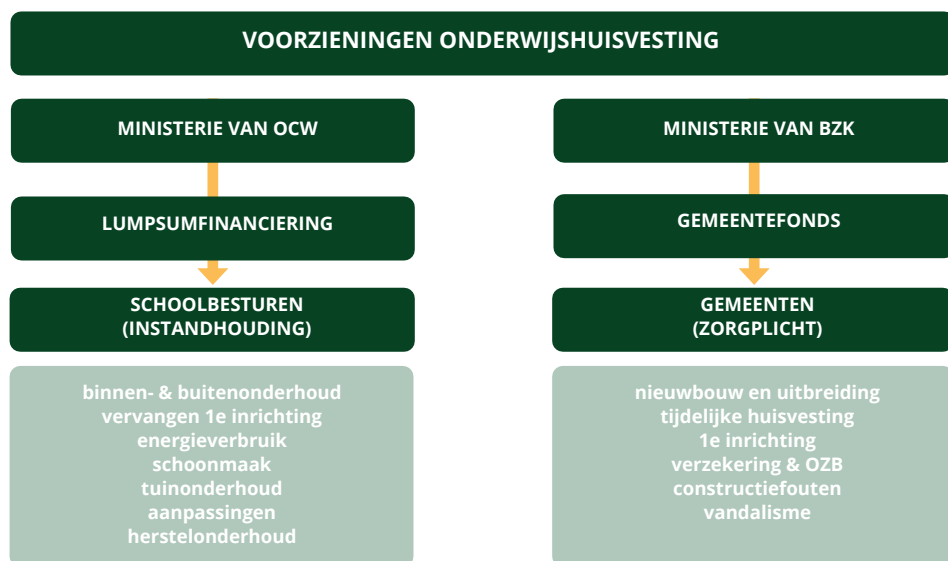 VOORZIENINGEN ONDERWIJSHUISVESTING
MINISTERIE VAN OCW
LUMPSUMFINANCIERING
SCHOOLBESTUREN
(INSTANDHOUDING)
binnen- & buitenonderhoud
vervangen 1e inrichting
energieverbruik
schoonmaak
tuinonderhoud
aanpassingen
herstelonderhoud
MINISTERIE VAN BZK
GEMEENTEFONDS
GEMEENTEN
(ZORGPLICHT)
nieuwbouw en uitbreiding
tijdelijke huisvesting
1e inrichting
verzekering & OZB
constructiefouten
vandalisme